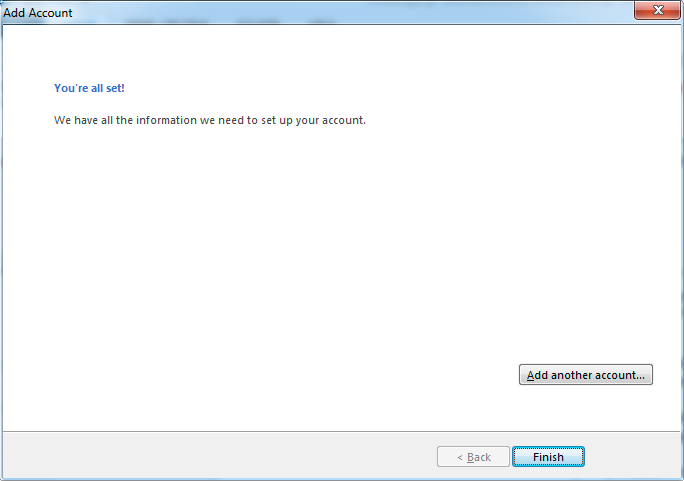 Add Account
You're all set!
We have all the information we need to set up your account.
Add another account...
< Back
Finish